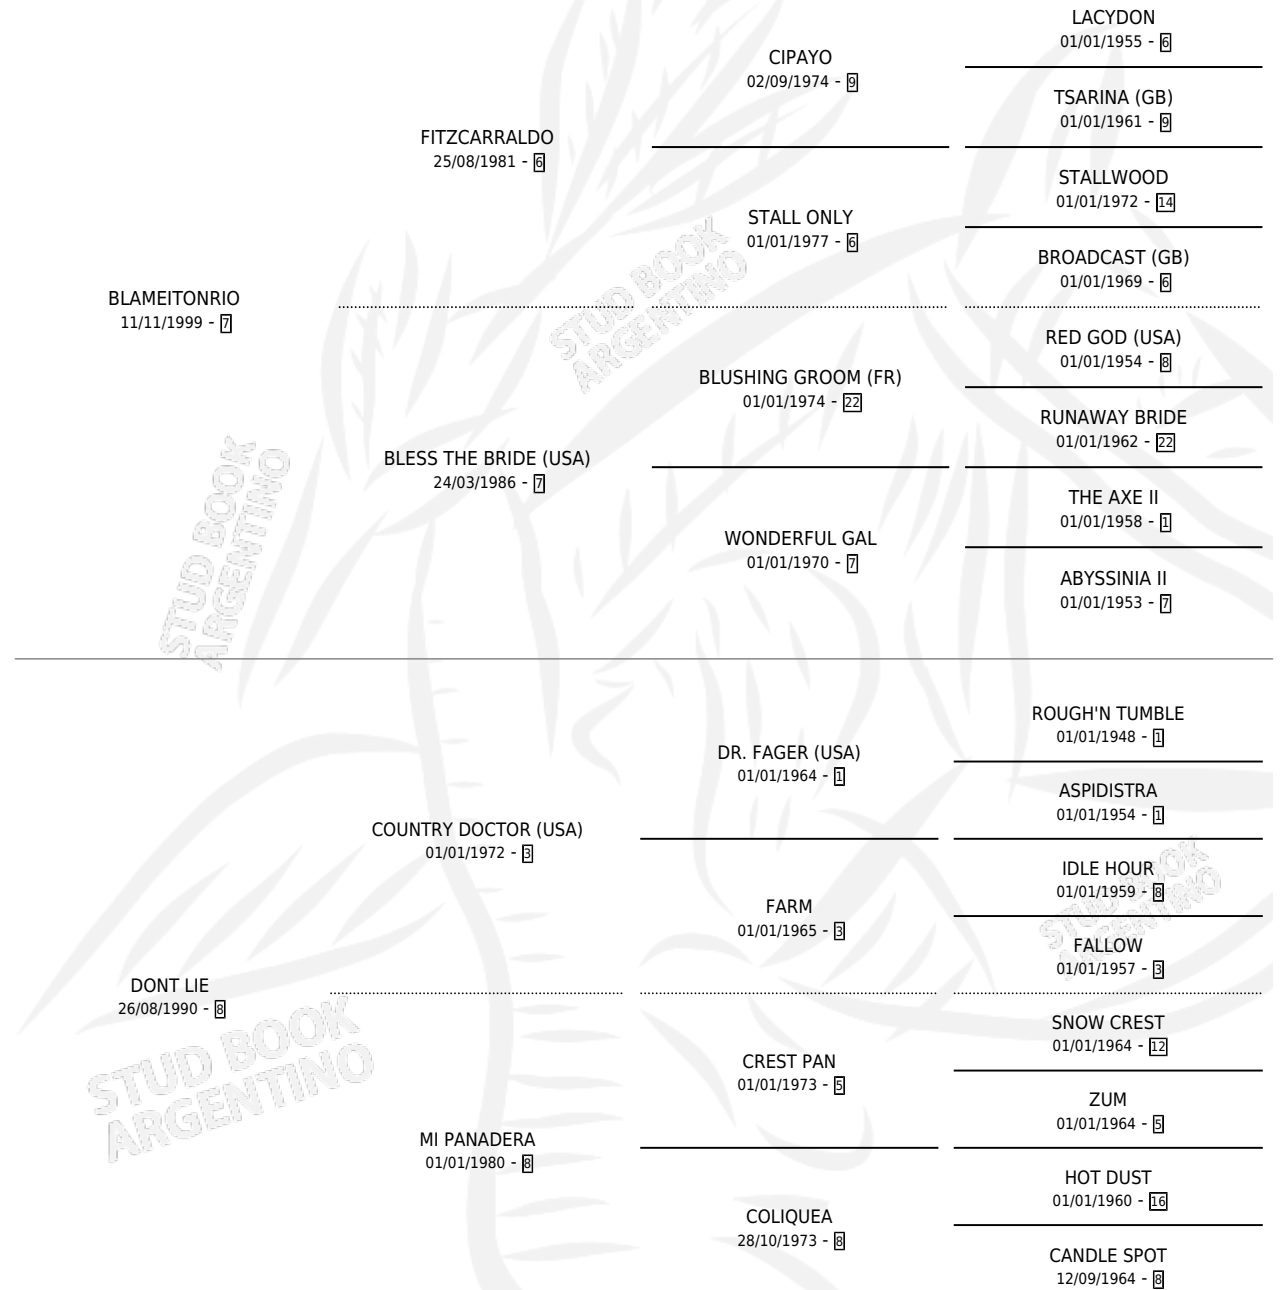 LACYDON
01/01/1955 - 6
CIPAYO
02/09/1974 - 9
TSARINA (GB)
01/01/1961 - 9
FITZCARRALDO
25/08/1981 - 6
STALLWOOD
01/01/1972 - 14
STALL ONLY
01/01/1977 - 6
BROADCAST (GB)
01/01/1969 - 6
BLAMEITONRIO
11/11/1999 - 7
STUD BOOK
ARGENTINO
RED GOD (USA)
01/01/1954 - 8
BLUSHING GROOM (FR)
01/01/1974 - 22
RUNAWAY BRIDE
01/01/1962 - 22
BLESS THE BRIDE (USA)
24/03/1986 - 7
THE AXE II
01/01/1958 - 1
WONDERFUL GAL
01/01/1970 - 7
ABYSSINIA II
01/01/1953 - 7
STUD BOOK
ARGENTINO
ROUGH'N TUMBLE
01/01/1948 - 1
DR. FAGER (USA)
01/01/1964 - 1
ASPIDISTRA
01/01/1954 - 1
COUNTRY DOCTOR (USA)
01/01/1972 - 3
IDLE HOUR
01/01/1959 - 8
FARM
01/01/1965 - 3
FALLOW
01/01/1957 - 3
STUD BOOK
ARGENTINO
DONT LIE
26/08/1990 - 8
STUD BOOK
ARGENTINO
SNOW CREST
01/01/1964 - 12
CREST PAN
01/01/1973 - 5
ZUM
01/01/1964 - 5
MI PANADERA
01/01/1980 - 8
HOT DUST
01/01/1960 - 16
COLIQUEA
28/10/1973 - 8
CANDLE SPOT
12/09/1964 - 8